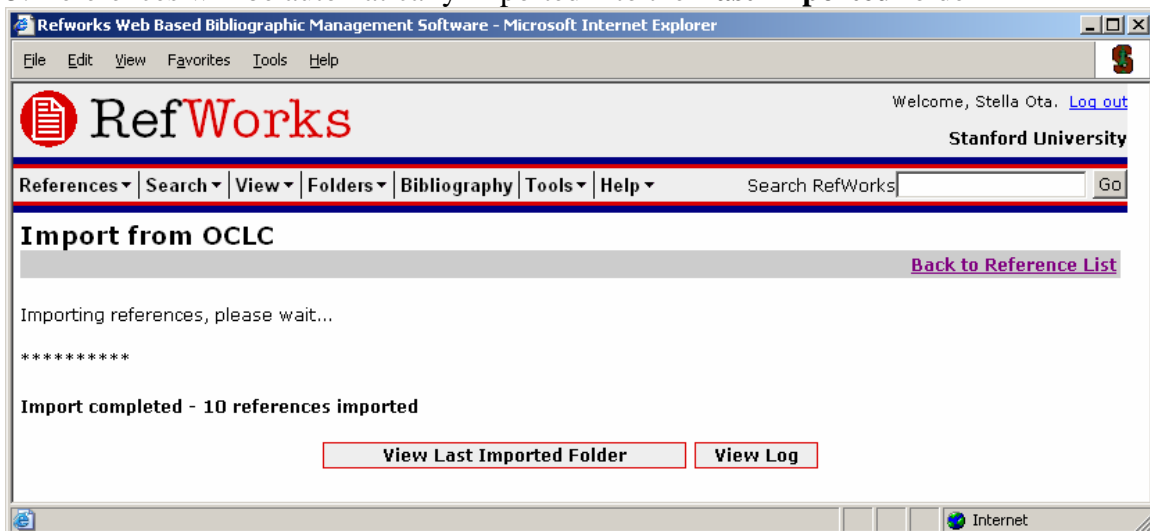 Refworks Web Based Bibliographic Management Software - Microsoft Internet Explorer
File Edit View Favorites Tools Help
RefWorks
Welcome, Stella Ota. Log out
Stanford University
References Search View Folders Bibliography Tools Help Search RefWorks Go
Import from OCLC
Back to Reference List
Importing references, please wait...
**********
Import completed - 10 references imported
View Last Imported Folder View Log
Internet